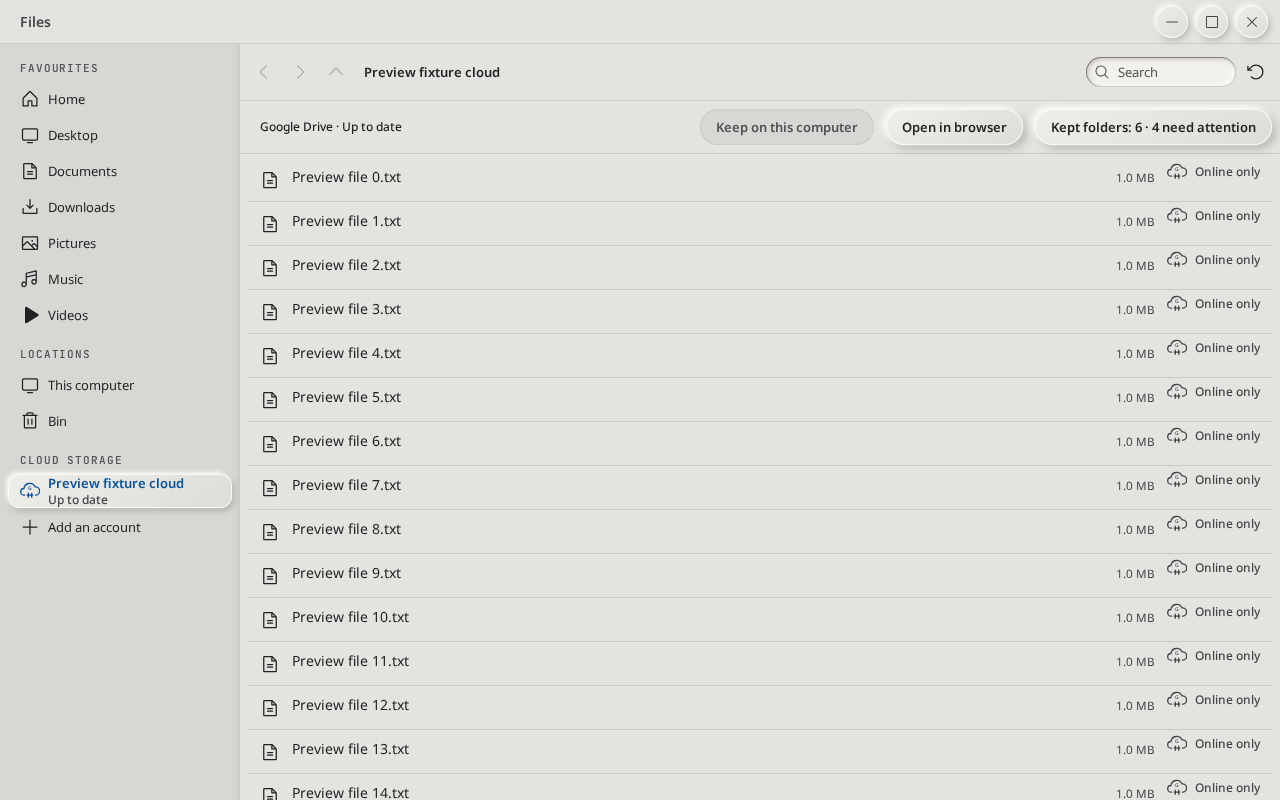 Files
FAVOURITES
Home
Desktop
Documents
Downloads
Pictures
Music
Videos
LOCATIONS
This computer
Bin
CLOUD STORAGE
Preview fixture cloud
Up to date
Add an account
Preview fixture cloud
Search
Google Drive · Up to date
Keep on this computer
Open in browser
Kept folders: 6 · 4 need attention
Preview file 0.txt 1.0 MB Online only
Preview file 1.txt 1.0 MB Online only
Preview file 2.txt 1.0 MB Online only
Preview file 3.txt 1.0 MB Online only
Preview file 4.txt 1.0 MB Online only
Preview file 5.txt 1.0 MB Online only
Preview file 6.txt 1.0 MB Online only
Preview file 7.txt 1.0 MB Online only
Preview file 8.txt 1.0 MB Online only
Preview file 9.txt 1.0 MB Online only
Preview file 10.txt 1.0 MB Online only
Preview file 11.txt 1.0 MB Online only
Preview file 12.txt 1.0 MB Online only
Preview file 13.txt 1.0 MB Online only
Preview file 14.txt 1.0 MB Online only